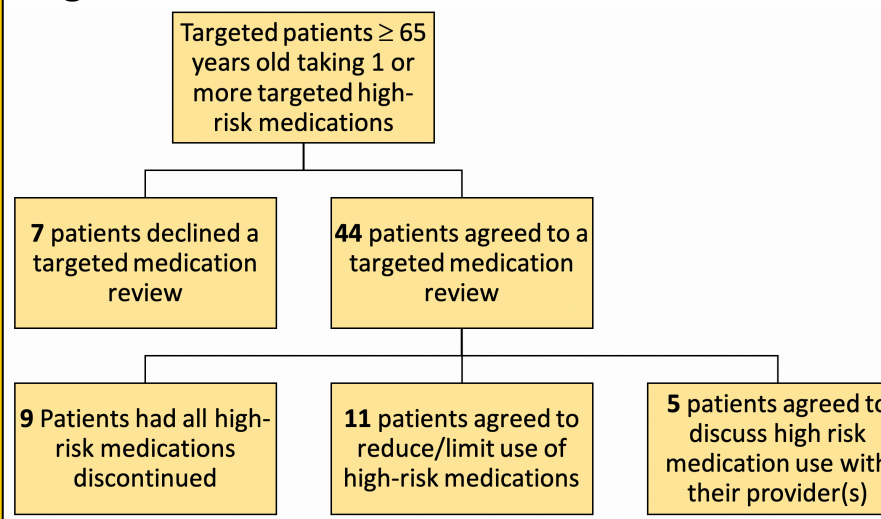 Targeted patients ≥ 65
years old taking 1 or
more targeted high-
risk medications
7 patients declined a
targeted medication
review
44 patients agreed to a
targeted medication
review
9 Patients had all high-
risk medications
discontinued
11 patients agreed to
reduce/limit use of
high-risk medications
5 patients agreed to
discuss high risk
medication use with
their provider(s)